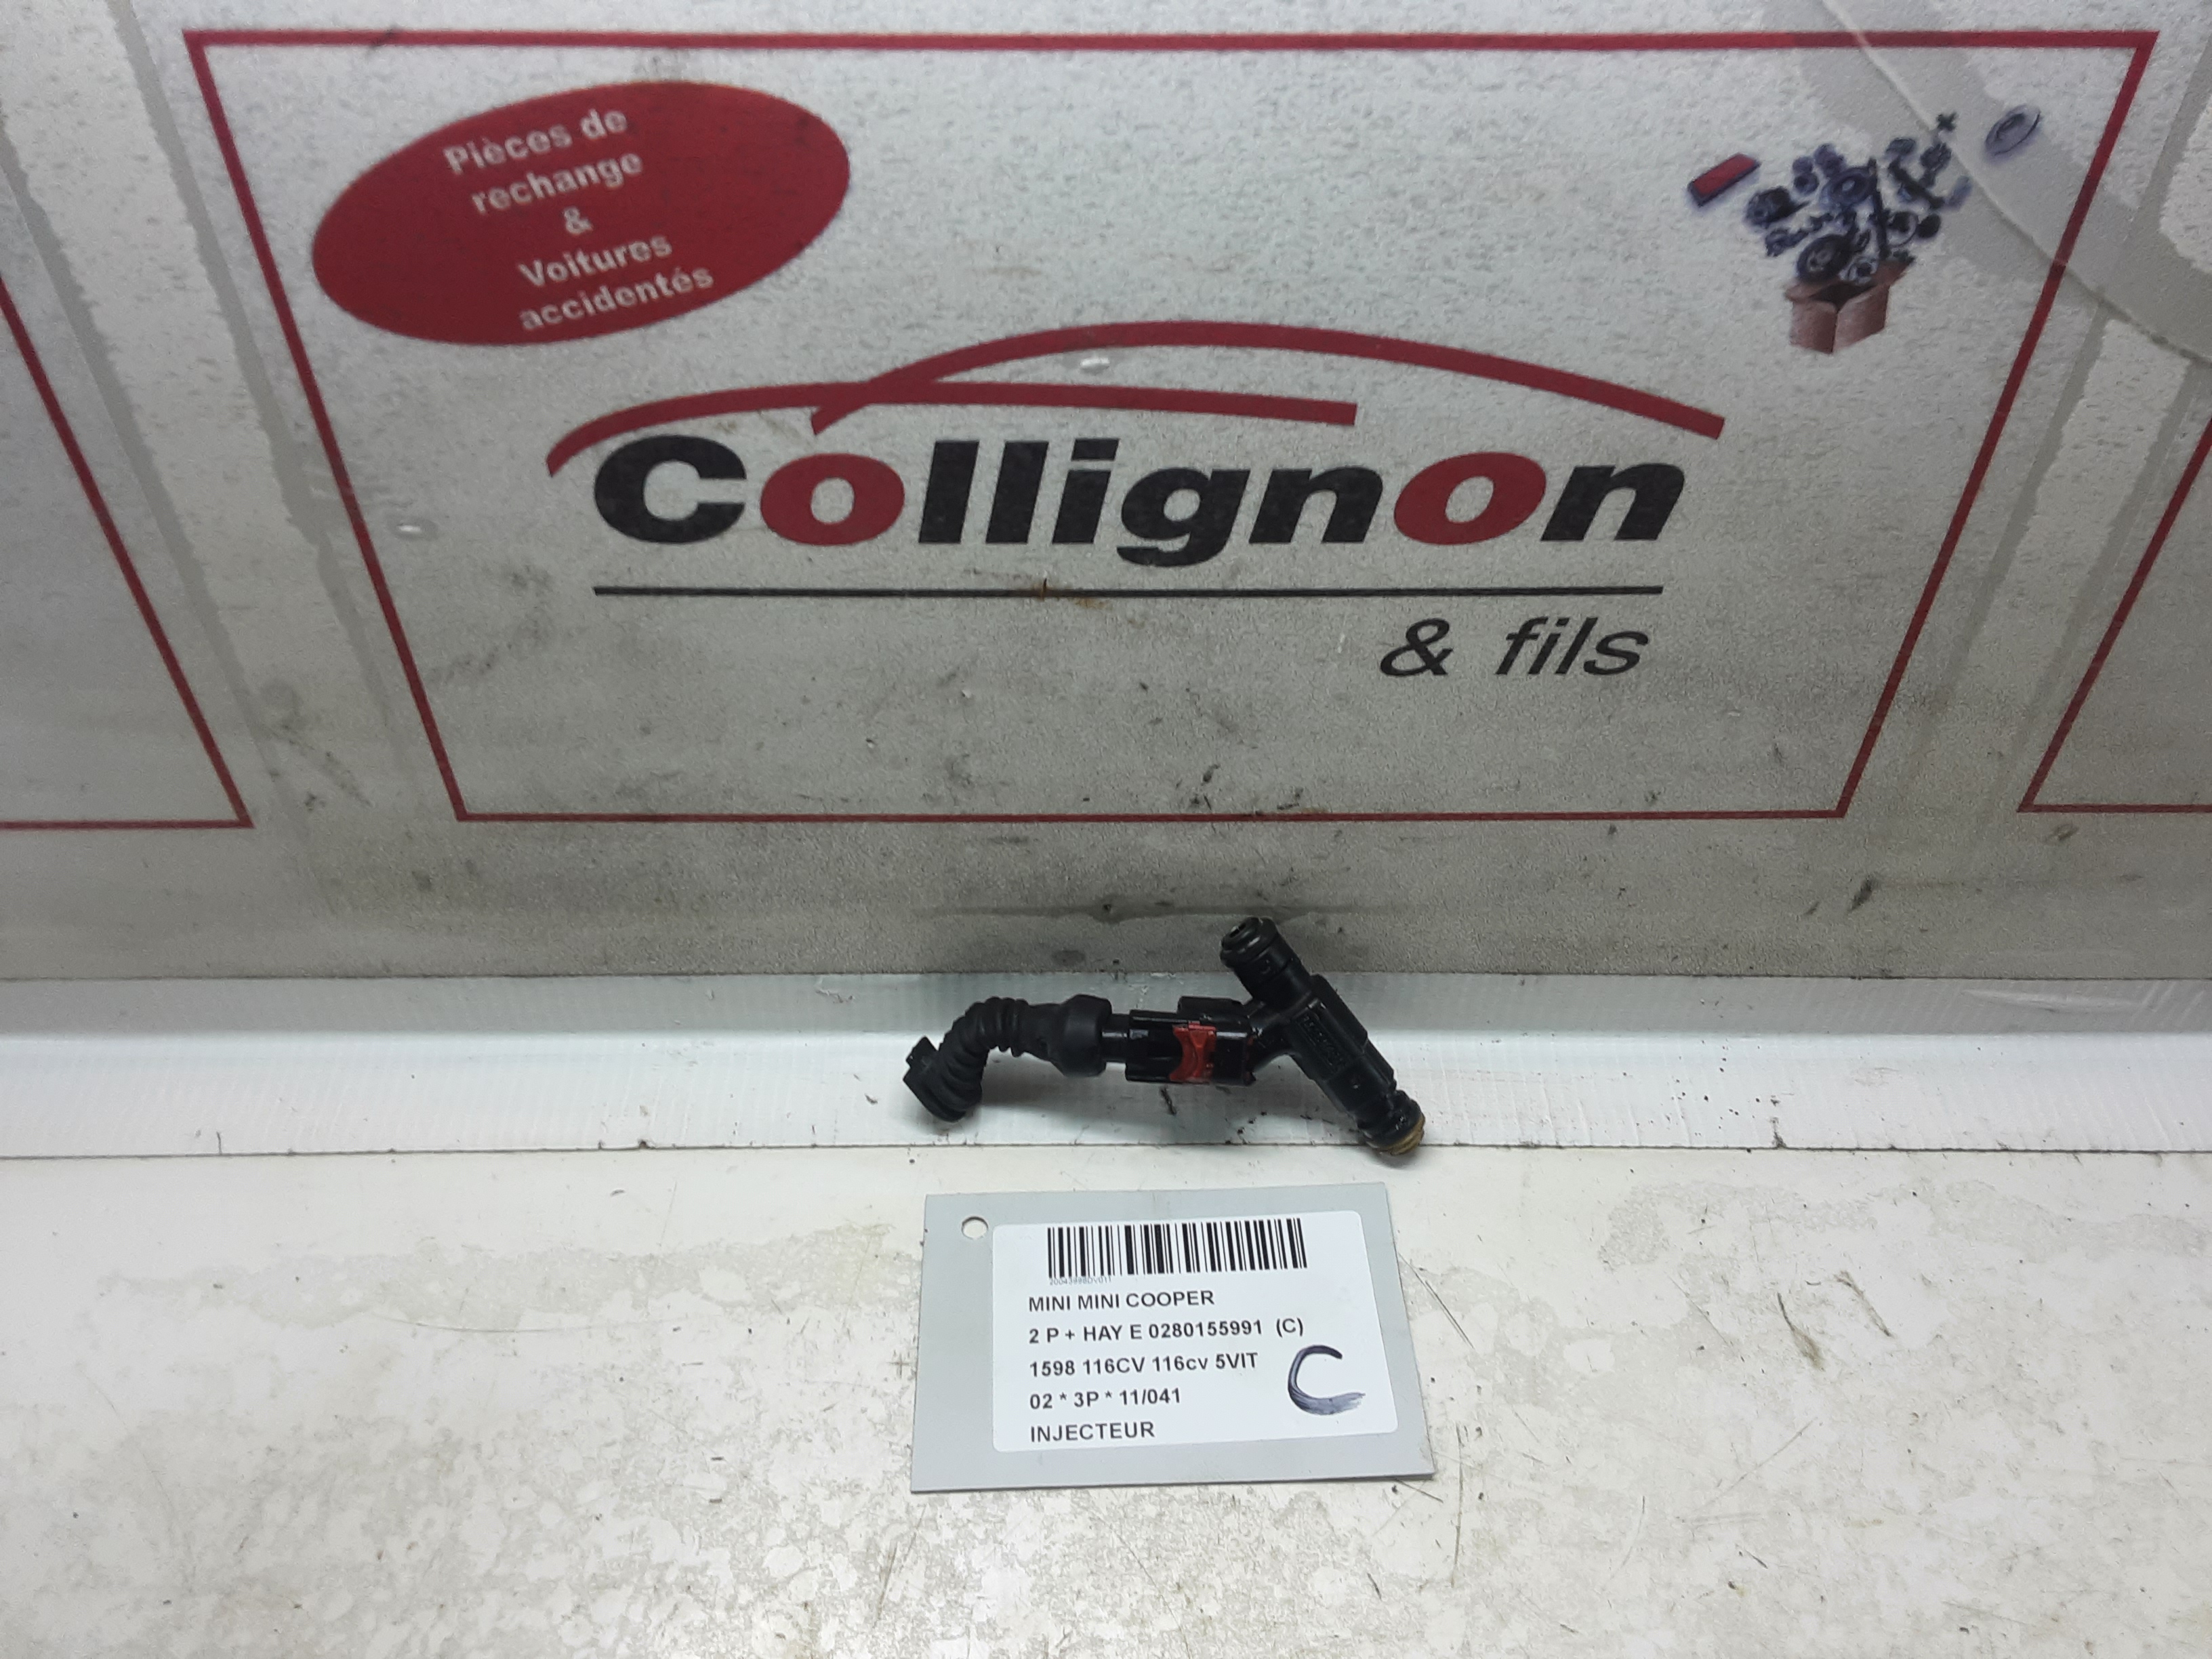 Pièces de
rechange
&
Voitures
accidentés
Collignon
& fils
MINI MINI COOPER
2 P + HAY E 0280155991 (C)
1598 116CV 116cv 5VIT
02 * 3P * 11/041
INJECTEUR
C